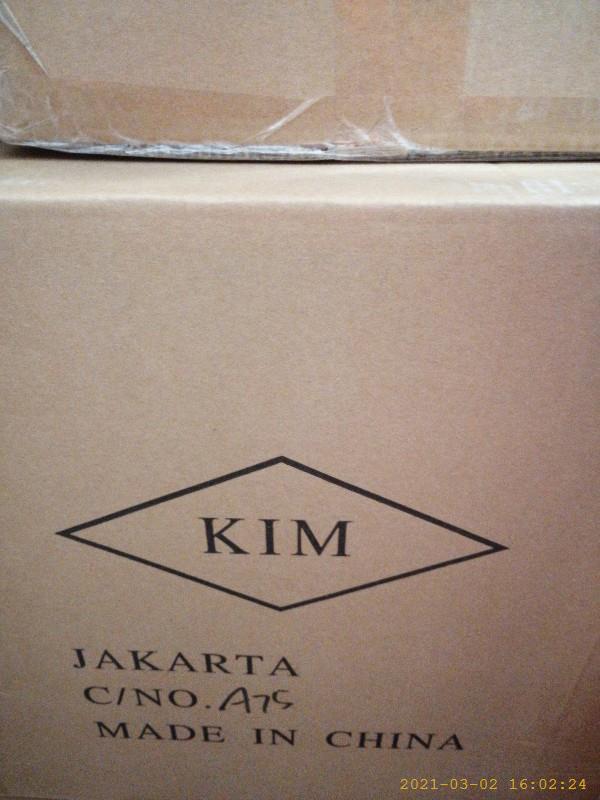 KIM
JAKARTA
C/NO. A75
MADE IN CHINA
2021-03-02 16:02:24